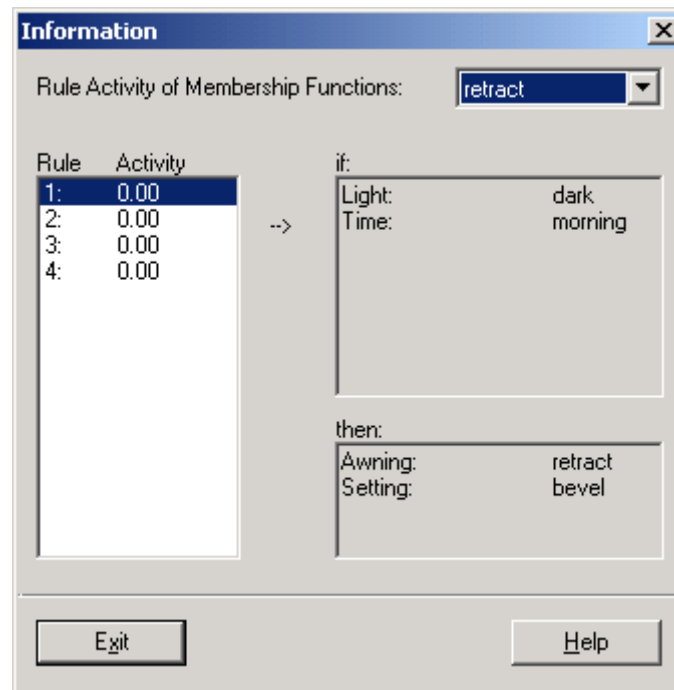 Information
Rule Activity of Membership Functions: retract
Rule Activity
1: 0.00
2: 0.00
3: 0.00
4: 0.00
-->
if:
Light: dark
Time: morning
then:
Awning: retract
Setting: bevel
Exit
Help